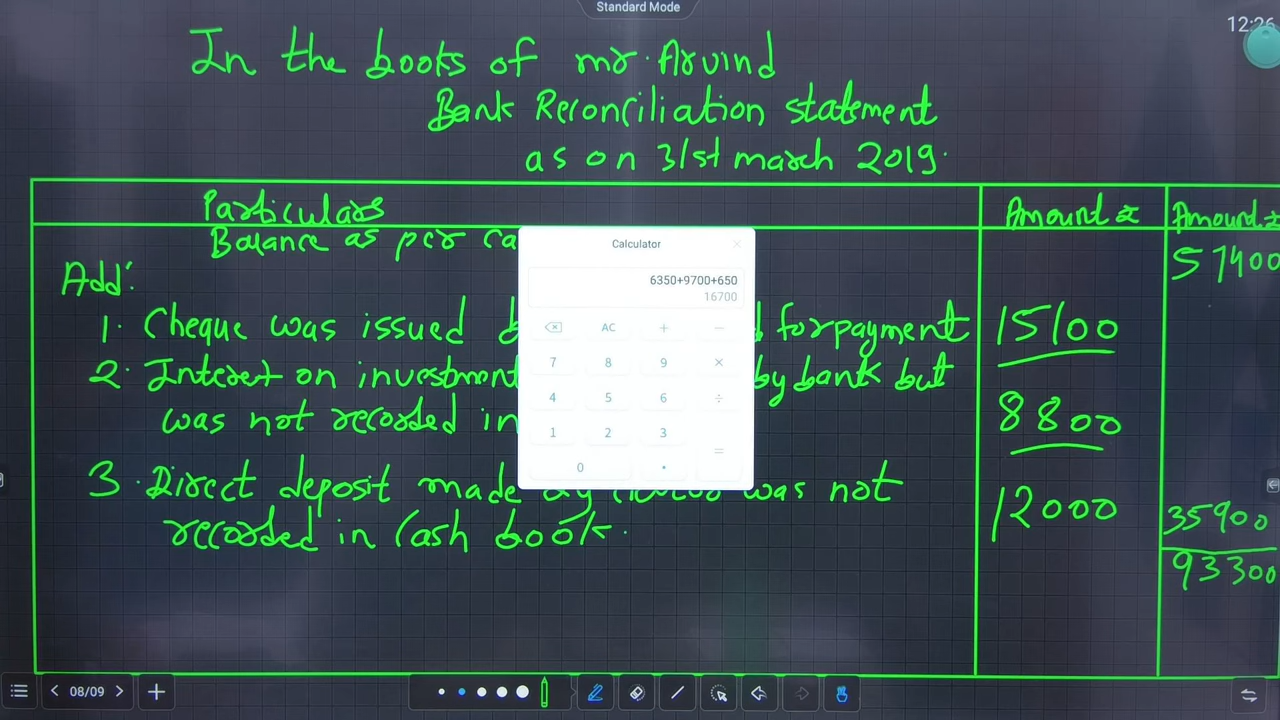 Standard Mode
12:26
In the books of mr. Arvind
Bank Reconciliation statement
as on 31st march 2019.
Particulars Amount ₹ Amount ₹
Balance as per ca 57400
Add:
1. Cheque was issued for payment 15100
2. Interest on investment by bank but
was not recorded in 8800
3. Direct deposit made by was not
recorded in Cash book. 12000 35900
93300
Calculator ×
6350+9700+650
16700
AC + −
7 8 9 ×
4 5 6 ÷
1 2 3 =
0 .
08/09